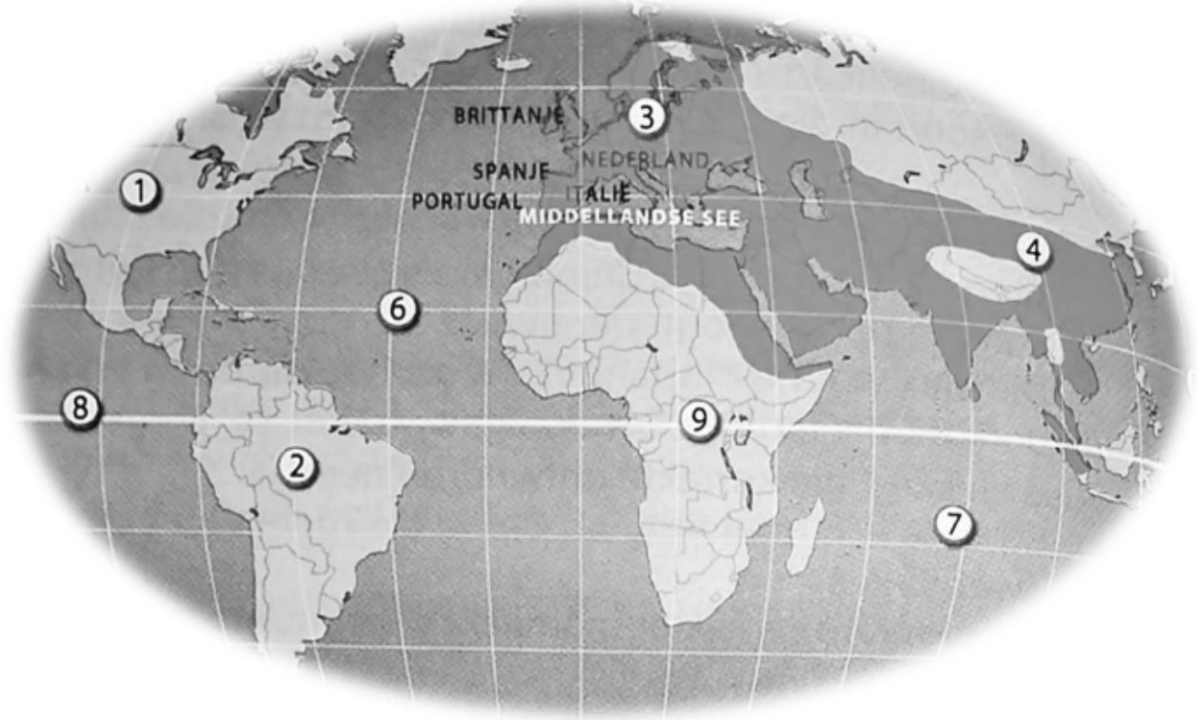 BRITTANJE
3
NEDERLAND
SPANJE
1
ITALIË
PORTUGAL
MIDDELLANDSE SEE
4
6
8
9
2
7